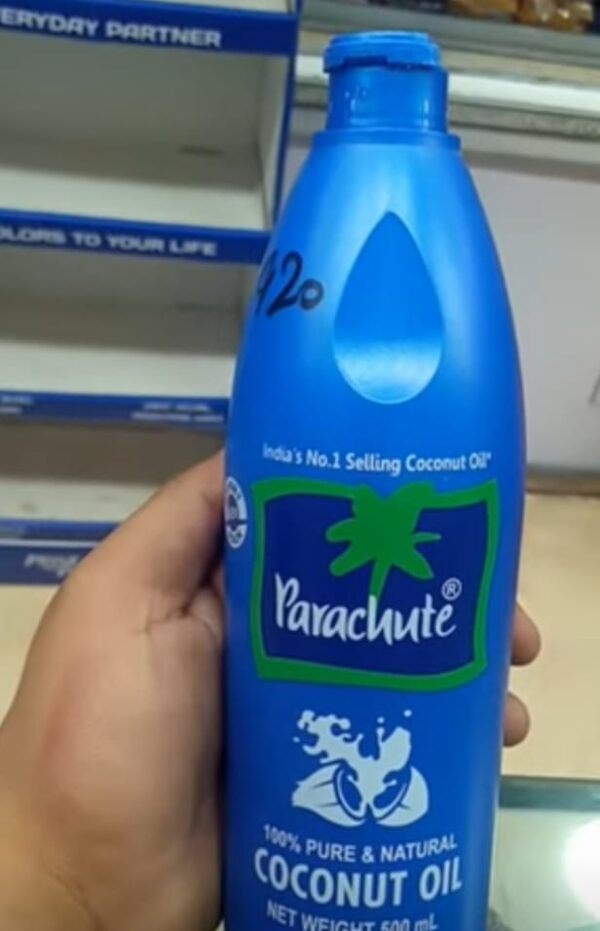 ERYDAY PARTNER
OLORS TO YOUR LIFE
420
India's No.1 Selling Coconut Oil*
Parachute®
100% PURE & NATURAL
COCONUT OIL
NET WEIGHT 500 mL